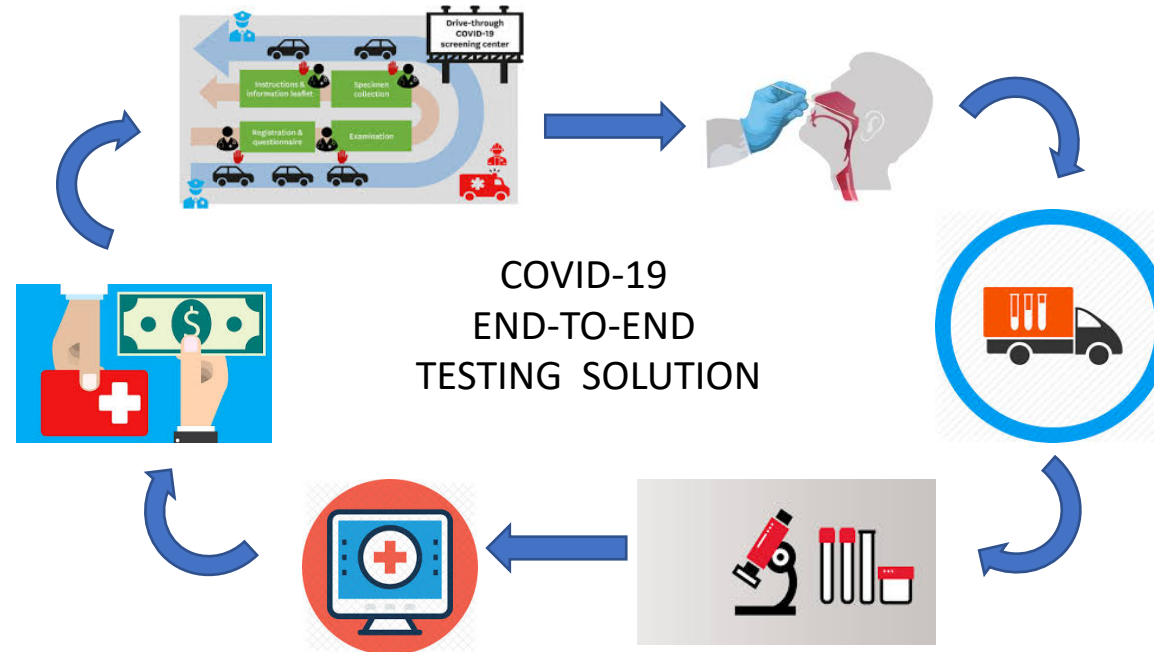 Drive-through
COVID-19
screening center
Instructions &
information leaflet
Specimen
collection
Registration &
questionnaire
Examination
COVID-19
END-TO-END
TESTING SOLUTION
$